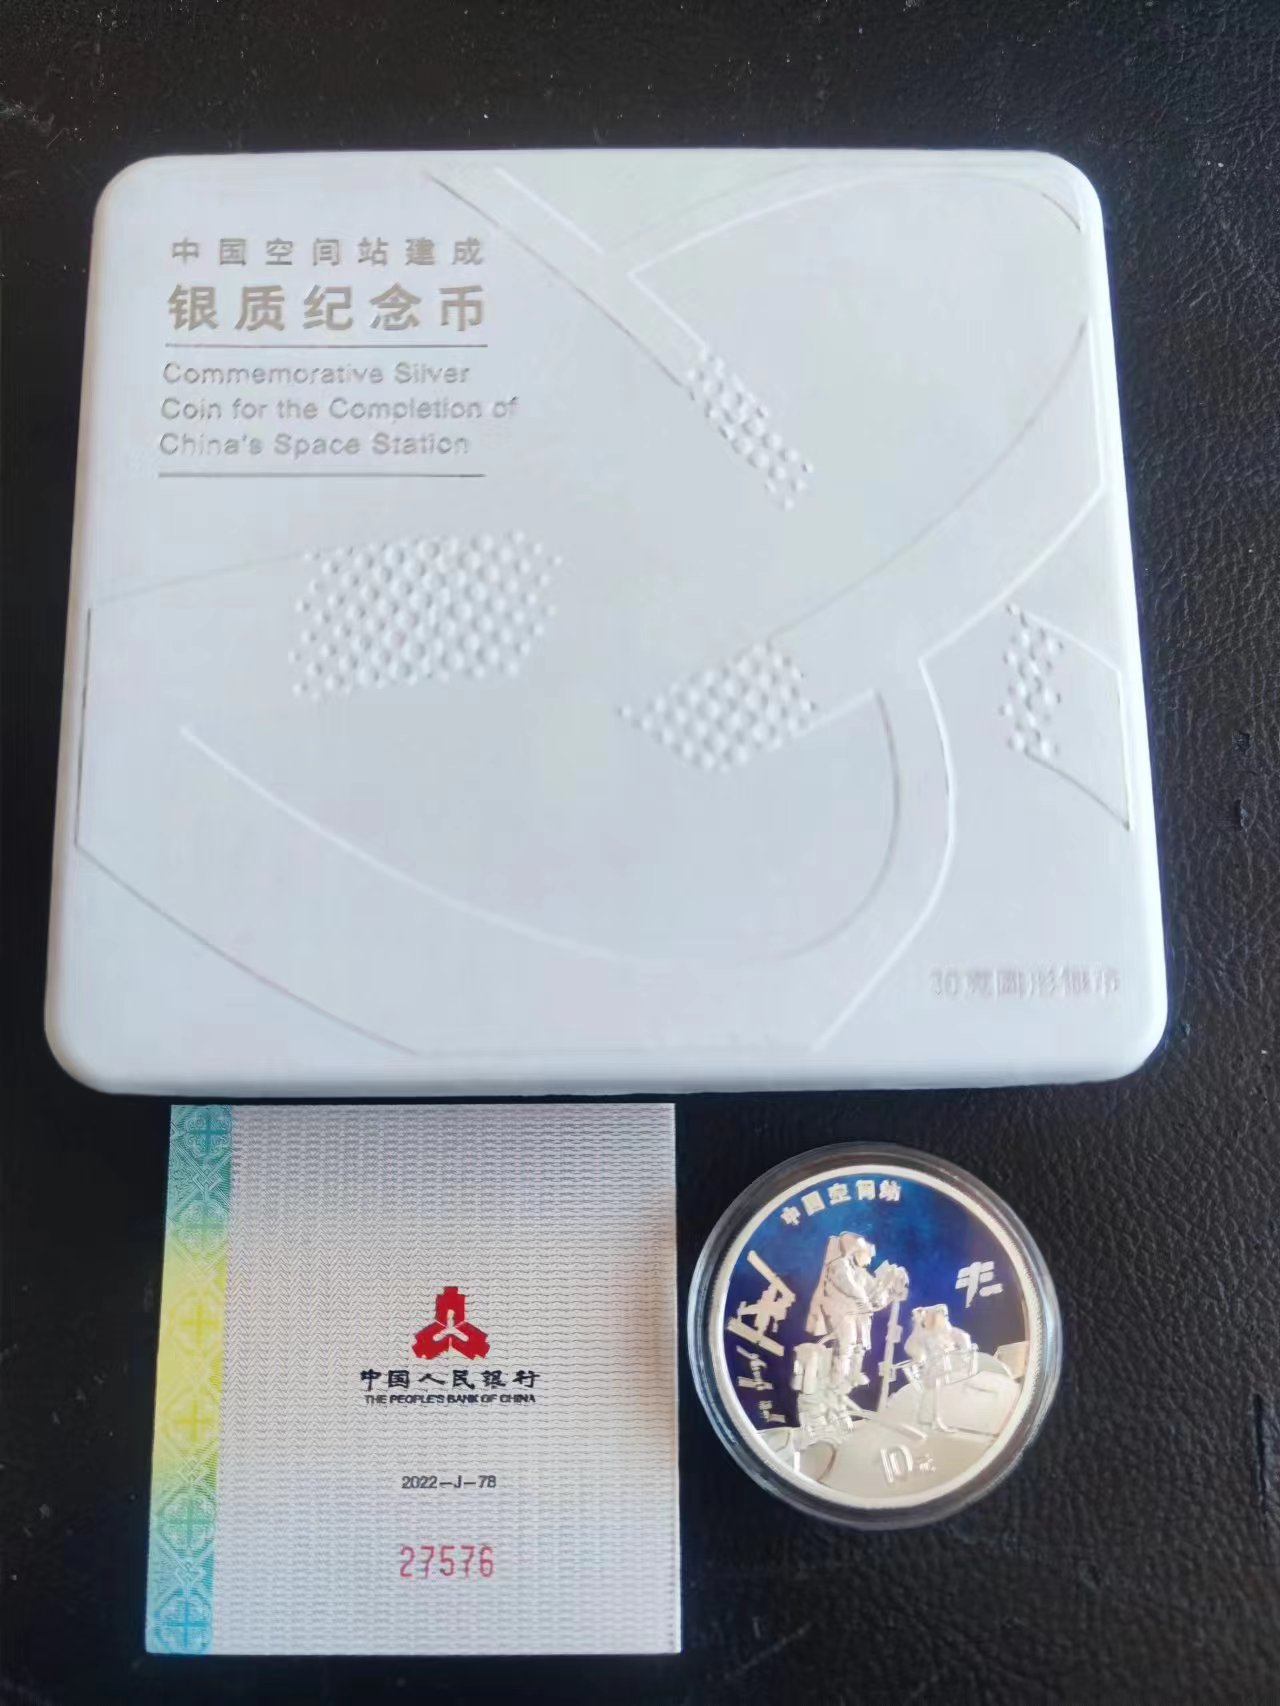 中国空间站建成
银质纪念币
Commemorative Silver
Coin for the Completion of
China's Space Station
30克圆形银币
中国人民银行
THE PEOPLE'S BANK OF CHINA
2022-J-78
27576
中国空间站
10元